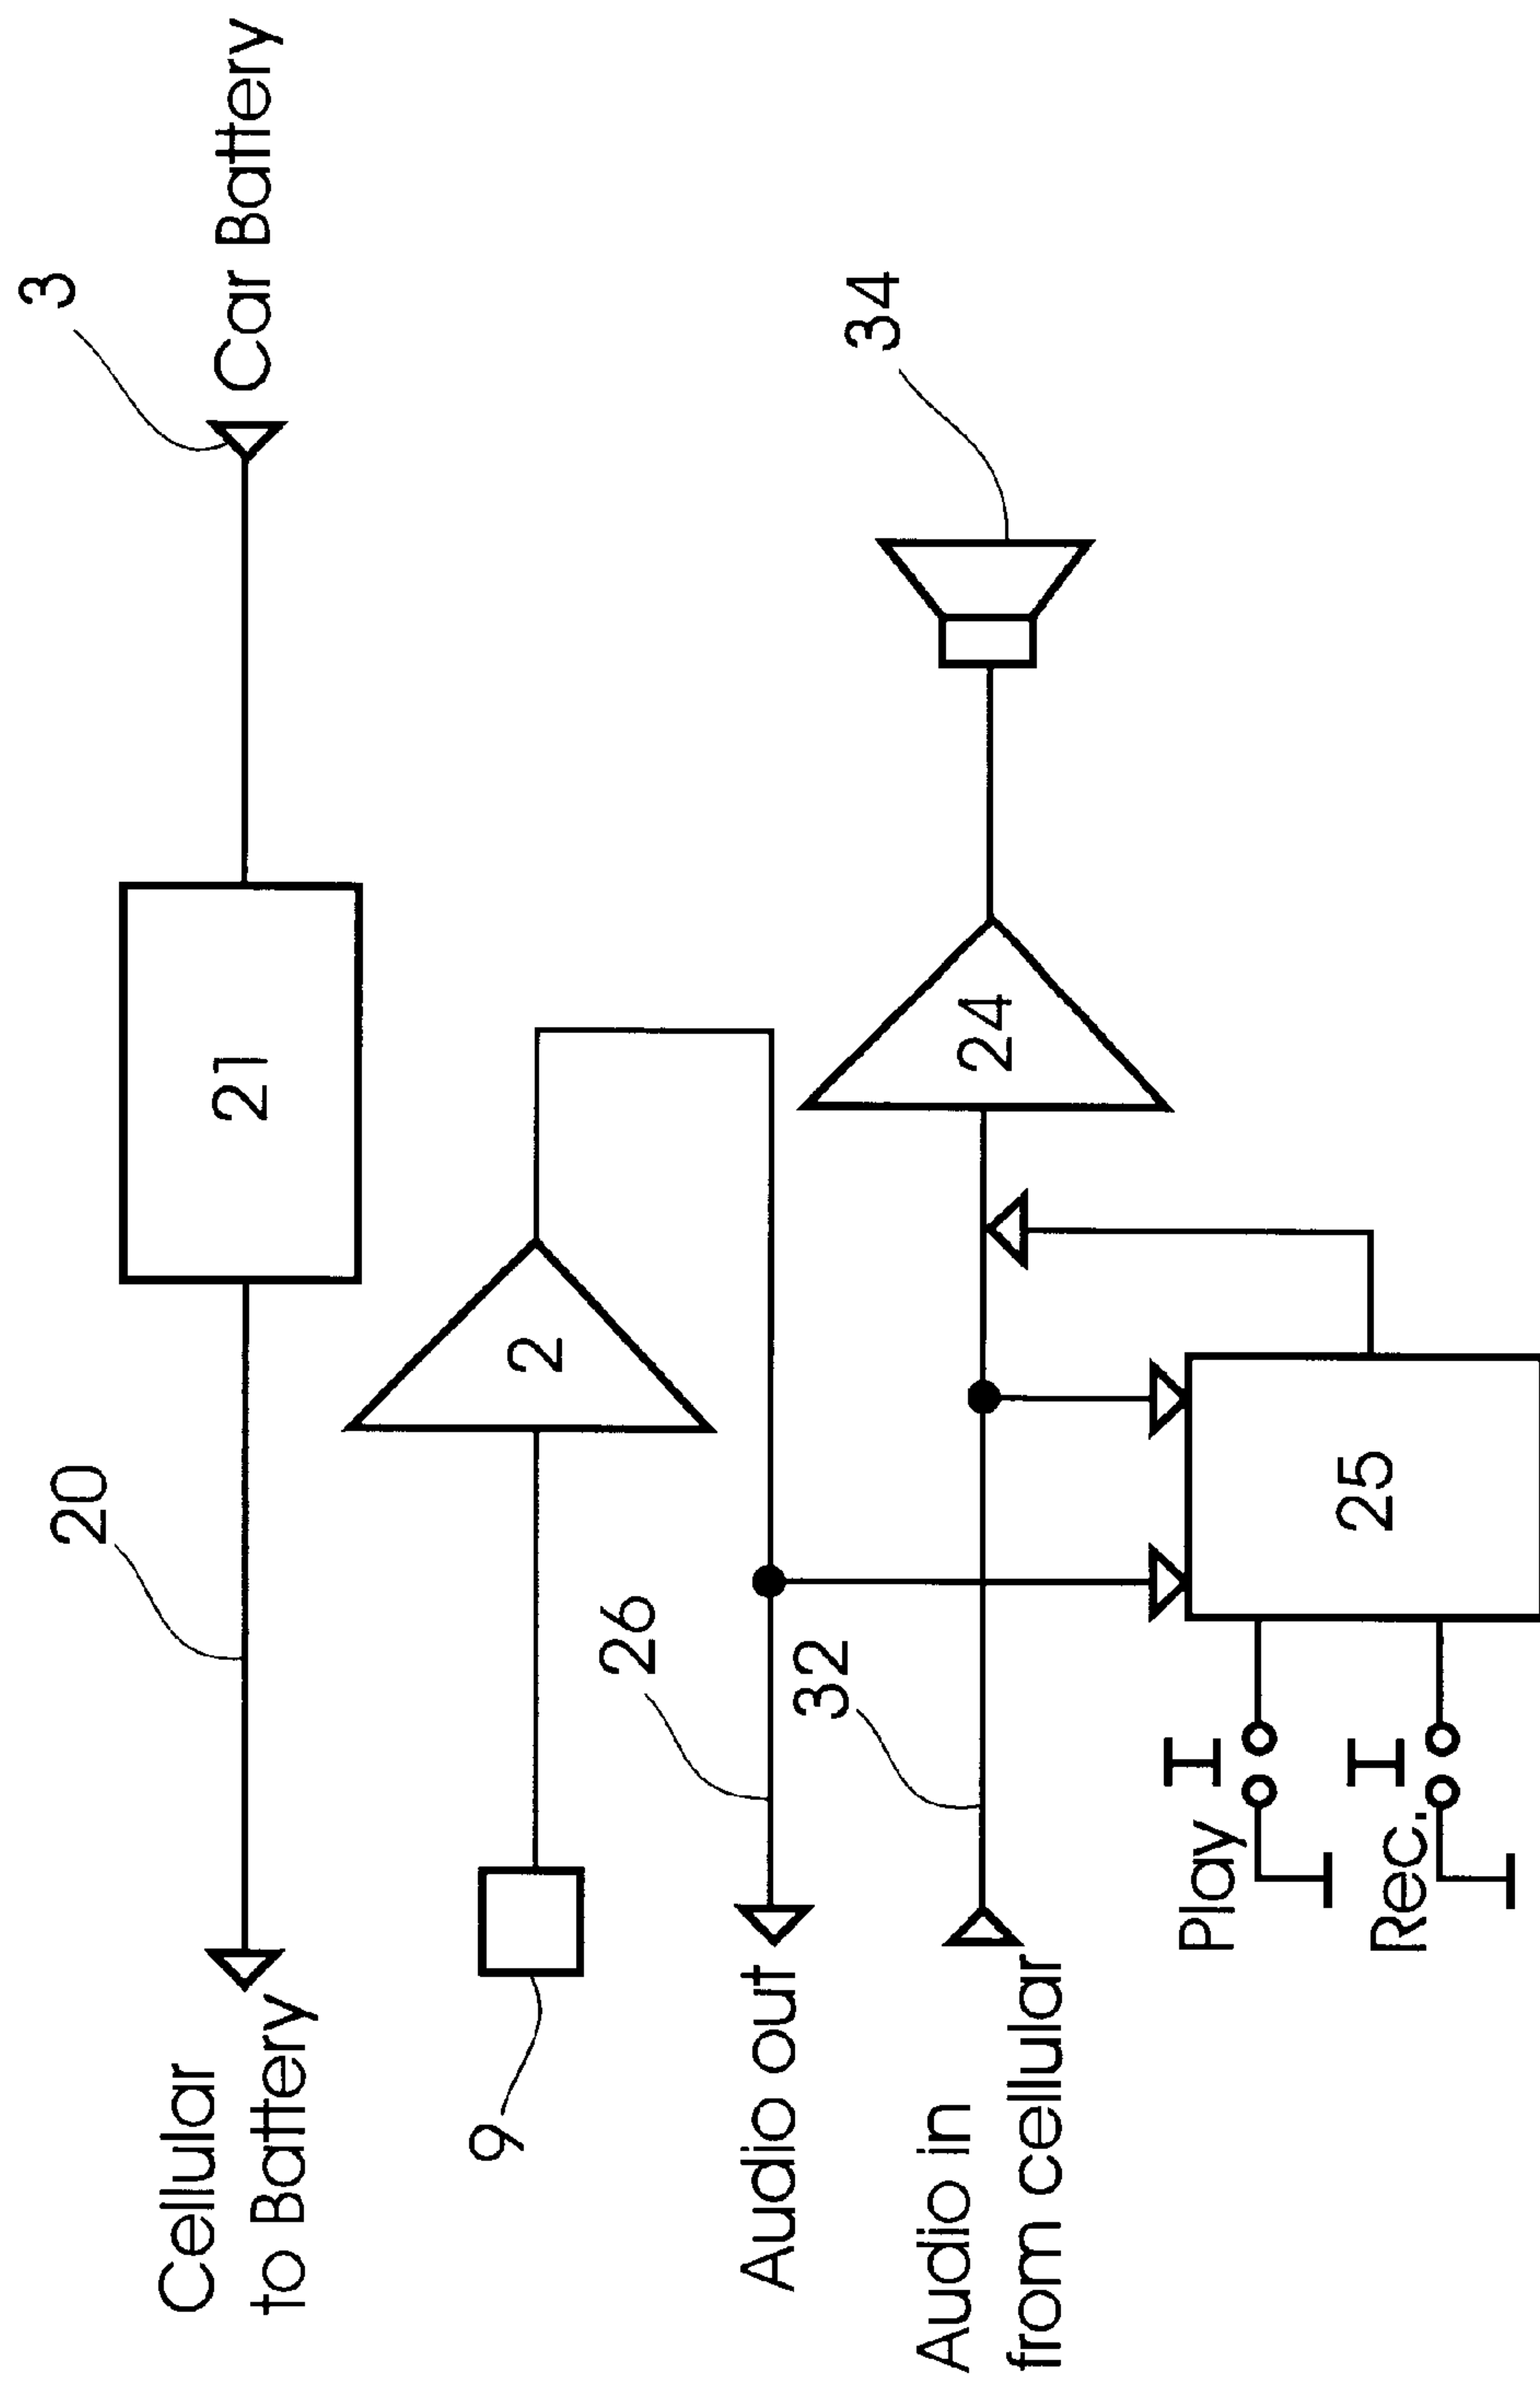 3
20
Cellular
to Battery
21
Car Battery
9
2
26
Audio out
32
Audio in
from cellular
24
34
Play
Rec.
25